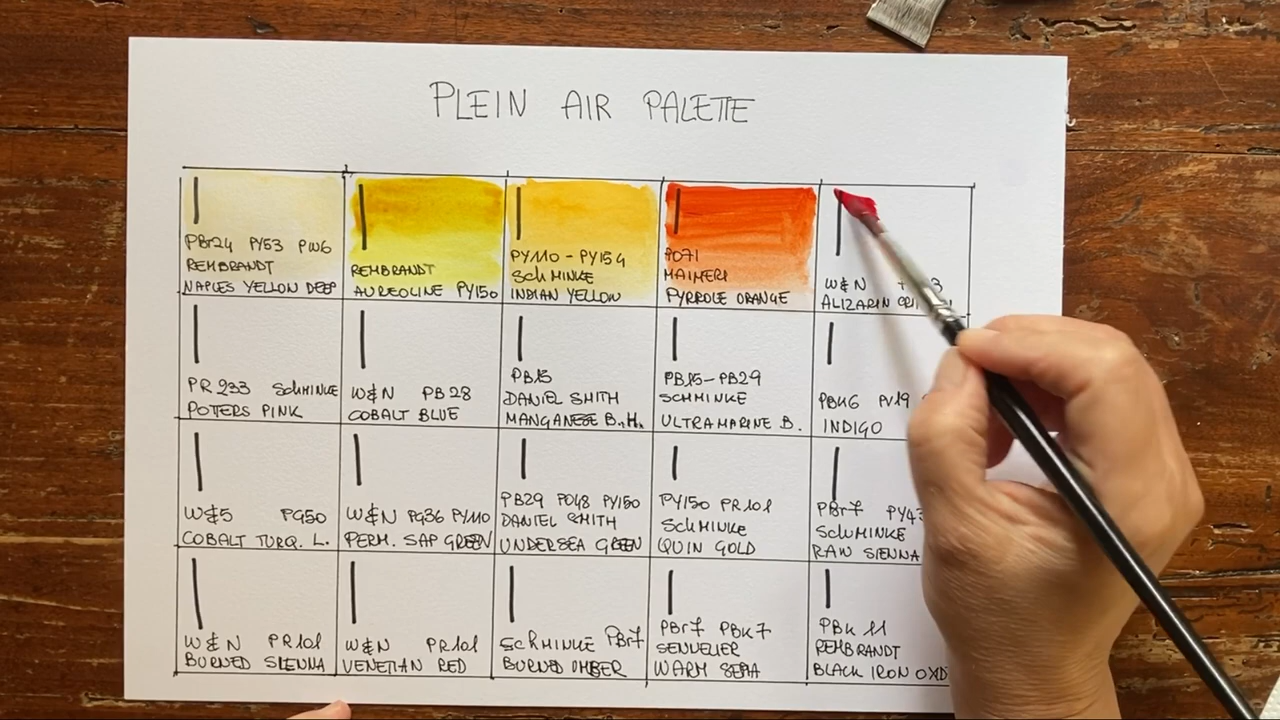 PLEIN AIR PALETTE
PBr24 PY53 PW6
REMBRANDT
NAPLES YELLOW DEEP
REMBRANDT
AUREOLINE PY150
PY110 - PY154
SCHMINKE
INDIAN YELLOW
PO71
MAIMERI
PYRROLE ORANGE
W&N
ALIZARIN
PR233 SCHMINKE
POTTERS PINK
W&N PB28
COBALT BLUE
PB15
DANIEL SMITH
MANGANESE B.H.
PB15-PB29
SCHMINKE
ULTRAMARINE B.
PBK6 PV19
INDIGO
W&S PG50
COBALT TURQ. L.
W&N PG36 PY110
PERM. SAP GREEN
PB29 PO48 PY150
DANIEL SMITH
UNDERSEA GREEN
PY150 PR101
SCHMINKE
QUIN GOLD
PBr7 PY43
SCHMINKE
RAW SIENNA
W&N PR101
BURNED SIENNA
W&N PR101
VENETIAN RED
SCHMINKE PBr7
BURNED UMBER
PBr7 PBK7
SENNELIER
WARM SEPIA
PBK 11
REMBRANDT
BLACK IRON OXD